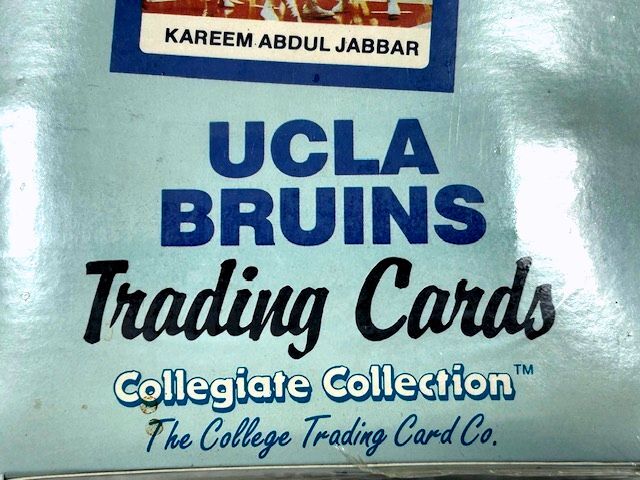 KAREEM ABDUL JABBAR
UCLA
BRUINS
Trading Cards
Collegiate Collection™
The College Trading Card Co.